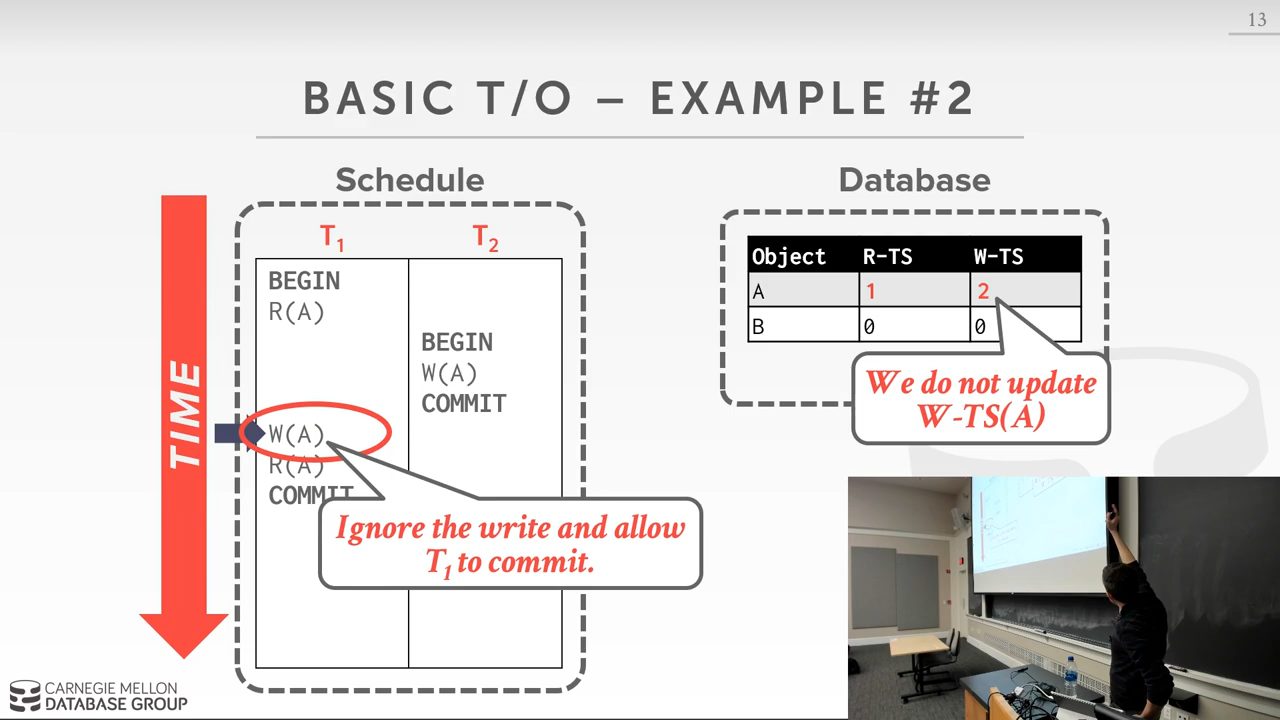 13
BASIC T/O – EXAMPLE #2
Schedule
Database
TIME
T1
T2
BEGIN
R(A)
BEGIN
W(A)
COMMIT
W(A)
R(A)
COMMIT
Ignore the write and allow
T1 to commit.
Object R-TS W-TS
A 1 2
B 0 0
We do not update
W-TS(A)
CARNEGIE MELLON
DATABASE GROUP